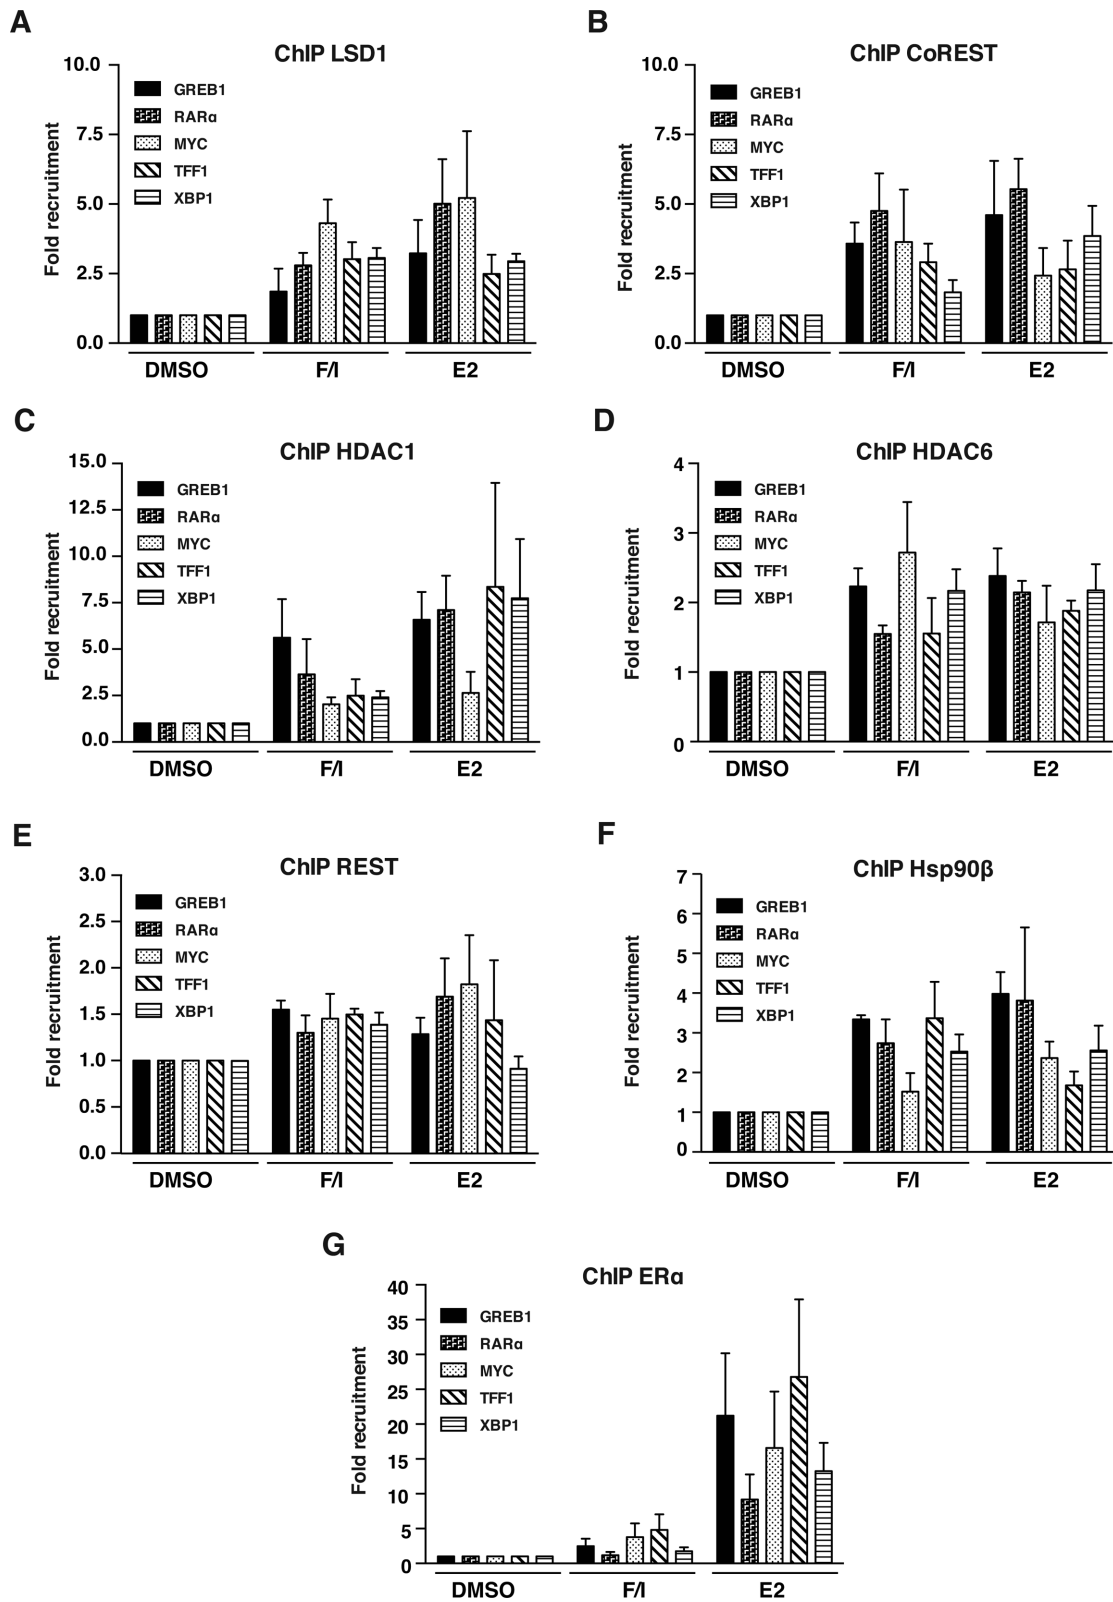 A
ChIP LSD1
Fold recruitment
10.0
7.5
5.0
2.5
0.0
GREB1
RARα
MYC
TFF1
XBP1
DMSO
F/I
E2
B
ChIP CoREST
Fold recruitment
10.0
7.5
5.0
2.5
0.0
GREB1
RARα
MYC
TFF1
XBP1
DMSO
F/I
E2
C
ChIP HDAC1
Fold recruitment
15.0
12.5
10.0
7.5
5.0
2.5
0.0
GREB1
RARα
MYC
TFF1
XBP1
DMSO
F/I
E2
D
ChIP HDAC6
Fold recruitment
4
3
2
1
0
GREB1
RARα
MYC
TFF1
XBP1
DMSO
F/I
E2
E
ChIP REST
Fold recruitment
3.0
2.5
2.0
1.5
1.0
0.5
0.0
GREB1
RARα
MYC
TFF1
XBP1
DMSO
F/I
E2
F
ChIP Hsp90β
Fold recruitment
7
6
5
4
3
2
1
0
GREB1
RARα
MYC
TFF1
XBP1
DMSO
F/I
E2
G
ChIP ERα
Fold recruitment
40
35
30
25
20
15
10
5
0
GREB1
RARα
MYC
TFF1
XBP1
DMSO
F/I
E2